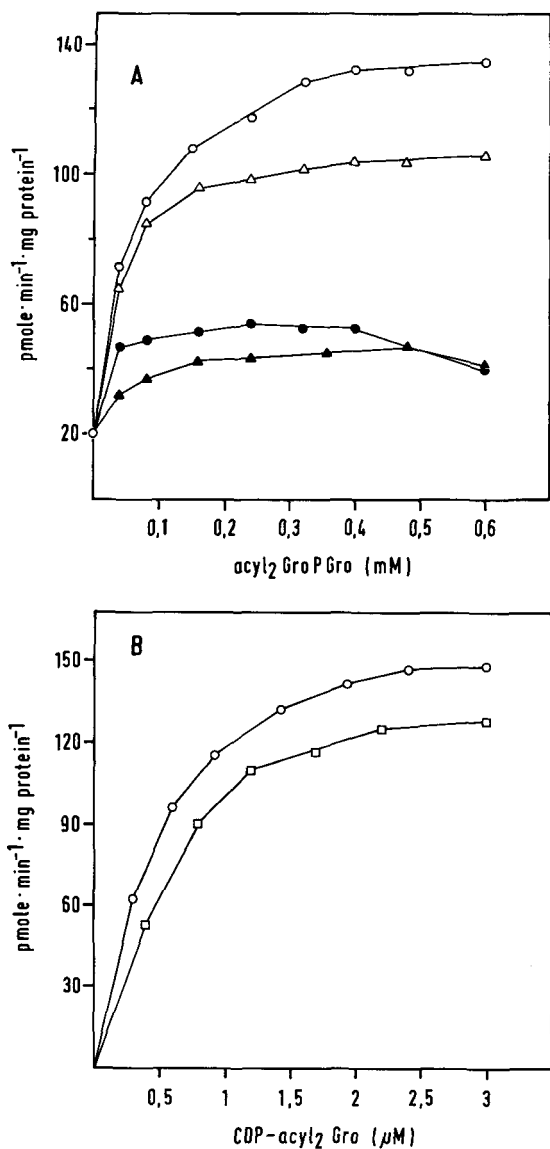 A
pmole·min⁻¹·mg protein⁻¹
140
100
60
20
0,1 0,2 0,3 0,4 0,5 0,6
acyl₂ GroPGro (mM)
B
pmole·min⁻¹·mg protein⁻¹
150
120
90
60
30
0,5 1 1,5 2 2,5 3
CDP-acyl₂ Gro (µM)